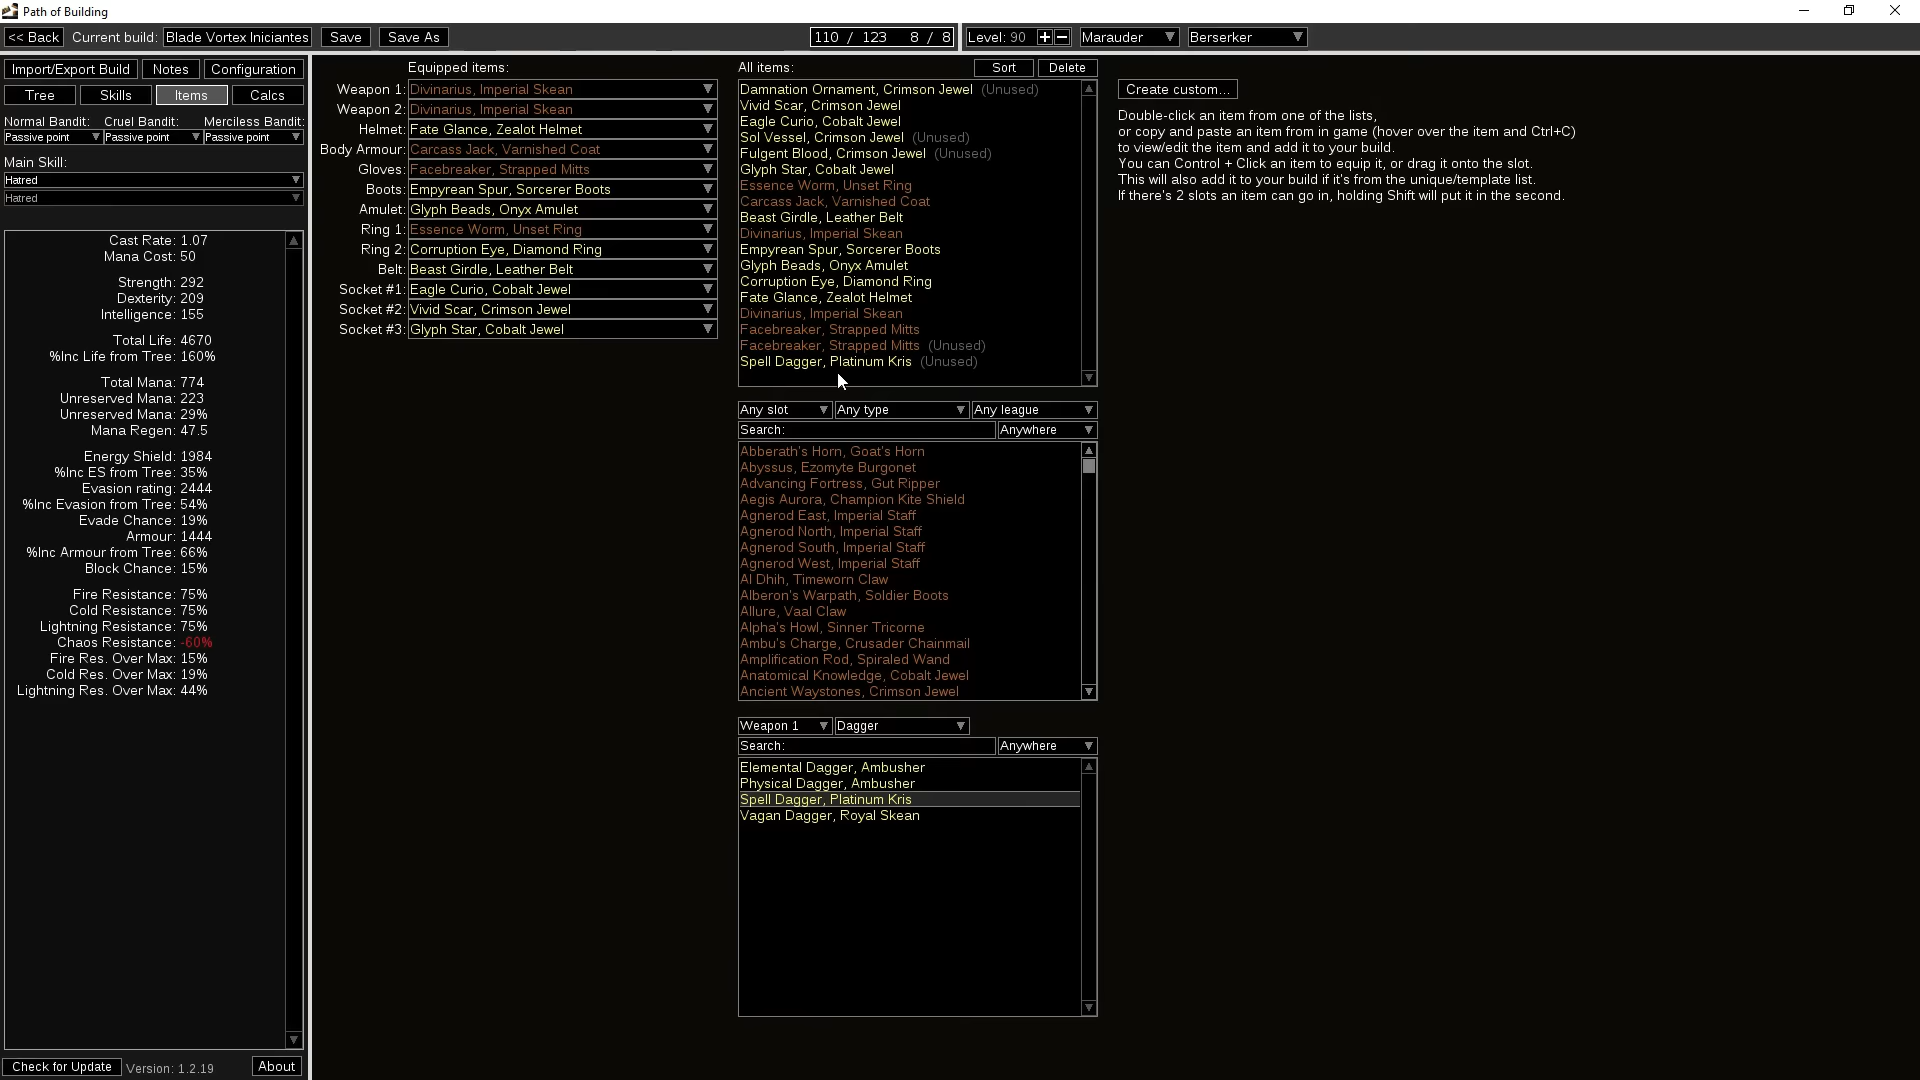 Path of Building
<< Back Current build: Blade Vortex Iniciantes Save Save As 110 / 123 8 / 8 Level: 90 Marauder Berserker
Import/Export Build Notes Configuration
Tree Skills Items Calcs
Normal Bandit: Cruel Bandit: Merciless Bandit:
Passive point Passive point Passive point
Main Skill:
Hatred
Hatred
Cast Rate: 1.07
Mana Cost: 50
Strength: 292
Dexterity: 209
Intelligence: 155
Total Life: 4670
%Inc Life from Tree: 160%
Total Mana: 774
Unreserved Mana: 223
Unreserved Mana: 29%
Mana Regen: 47.5
Energy Shield: 1984
%Inc ES from Tree: 35%
Evasion rating: 2444
%Inc Evasion from Tree: 54%
Evade Chance: 19%
Armour: 1444
%Inc Armour from Tree: 66%
Block Chance: 15%
Fire Resistance: 75%
Cold Resistance: 75%
Lightning Resistance: 75%
Chaos Resistance: -60%
Fire Res. Over Max: 15%
Cold Res. Over Max: 19%
Lightning Res. Over Max: 44%
Check for Update Version: 1.2.19 About
Equipped items:
Weapon 1: Divinarius, Imperial Skean
Weapon 2: Divinarius, Imperial Skean
Helmet: Fate Glance, Zealot Helmet
Body Armour: Carcass Jack, Varnished Coat
Gloves: Facebreaker, Strapped Mitts
Boots: Empyrean Spur, Sorcerer Boots
Amulet: Glyph Beads, Onyx Amulet
Ring 1: Essence Worm, Unset Ring
Ring 2: Corruption Eye, Diamond Ring
Belt: Beast Girdle, Leather Belt
Socket #1: Eagle Curio, Cobalt Jewel
Socket #2: Vivid Scar, Crimson Jewel
Socket #3: Glyph Star, Cobalt Jewel
All items: Sort Delete
Damnation Ornament, Crimson Jewel (Unused)
Vivid Scar, Crimson Jewel
Eagle Curio, Cobalt Jewel
Sol Vessel, Crimson Jewel (Unused)
Fulgent Blood, Crimson Jewel (Unused)
Glyph Star, Cobalt Jewel
Essence Worm, Unset Ring
Carcass Jack, Varnished Coat
Beast Girdle, Leather Belt
Divinarius, Imperial Skean
Empyrean Spur, Sorcerer Boots
Glyph Beads, Onyx Amulet
Corruption Eye, Diamond Ring
Fate Glance, Zealot Helmet
Divinarius, Imperial Skean
Facebreaker, Strapped Mitts
Facebreaker, Strapped Mitts (Unused)
Spell Dagger, Platinum Kris (Unused)
Any slot Any type Any league
Search: Anywhere
Abberath's Horn, Goat's Horn
Abyssus, Ezomyte Burgonet
Advancing Fortress, Gut Ripper
Aegis Aurora, Champion Kite Shield
Agnerod East, Imperial Staff
Agnerod North, Imperial Staff
Agnerod South, Imperial Staff
Agnerod West, Imperial Staff
Al Dhih, Timeworn Claw
Alberon's Warpath, Soldier Boots
Allure, Vaal Claw
Alpha's Howl, Sinner Tricorne
Ambu's Charge, Crusader Chainmail
Amplification Rod, Spiraled Wand
Anatomical Knowledge, Cobalt Jewel
Ancient Waystones, Crimson Jewel
Weapon 1 Dagger
Search: Anywhere
Elemental Dagger, Ambusher
Physical Dagger, Ambusher
Spell Dagger, Platinum Kris
Vagan Dagger, Royal Skean
Create custom...
Double-click an item from one of the lists,
or copy and paste an item from in game (hover over the item and Ctrl+C)
to view/edit the item and add it to your build.
You can Control + Click an item to equip it, or drag it onto the slot.
This will also add it to your build if it's from the unique/template list.
If there's 2 slots an item can go in, holding Shift will put it in the second.